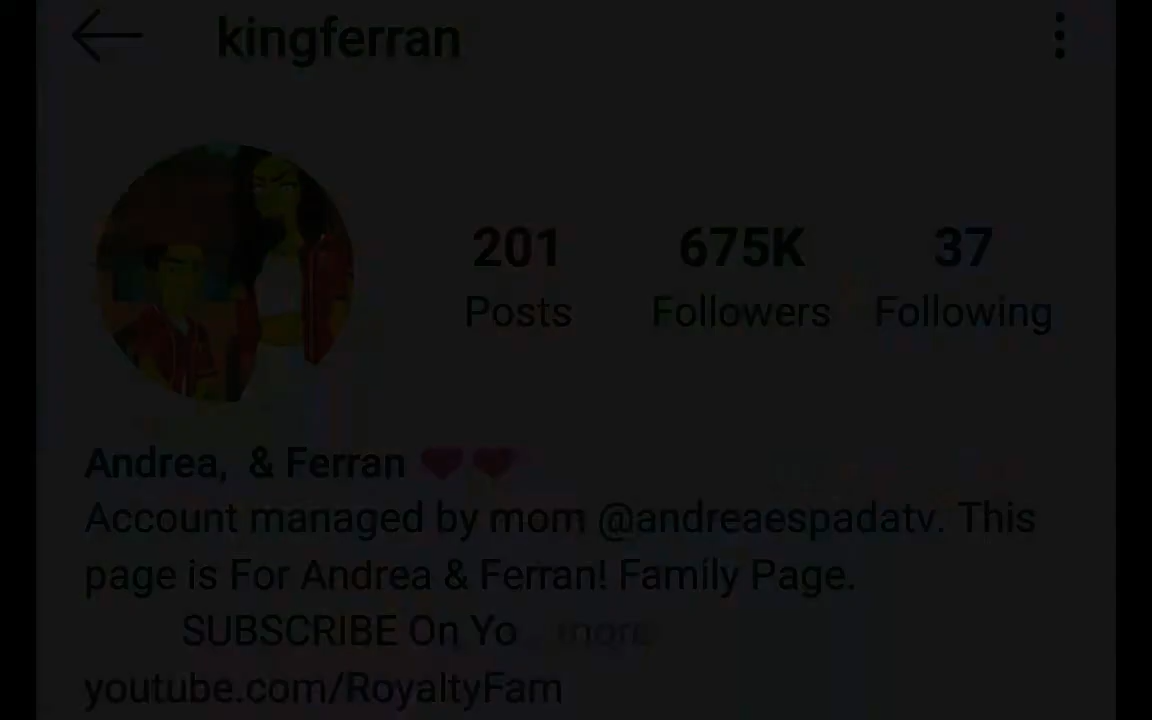 kingferran
201 675K 37
Posts Followers Following
Andrea, & Ferran ❤❤
Account managed by mom @andreaespadatv. This
page is For Andrea & Ferran! Family Page.
SUBSCRIBE On Yo... more
youtube.com/RoyaltyFam